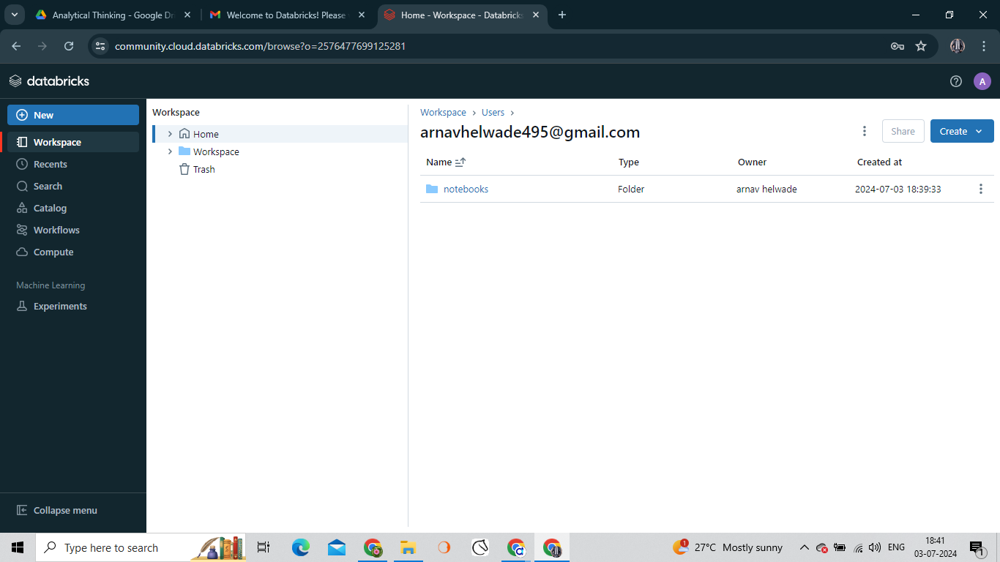 Analytical Thinking - Google Dri
Welcome to Databricks! Please
Home - Workspace - Databricks
community.cloud.databricks.com/browse?o=2576477699125281
databricks
A
New
Workspace
Recents
Search
Catalog
Workflows
Compute
Machine Learning
Experiments
Collapse menu
Workspace
Home
Workspace
Trash
Workspace > Users >
arnavhelwade495@gmail.com
Share
Create
Name Type Owner Created at
notebooks Folder arnav helwade 2024-07-03 18:39:33
Type here to search
1
27°C Mostly sunny
ENG
18:41
03-07-2024
1